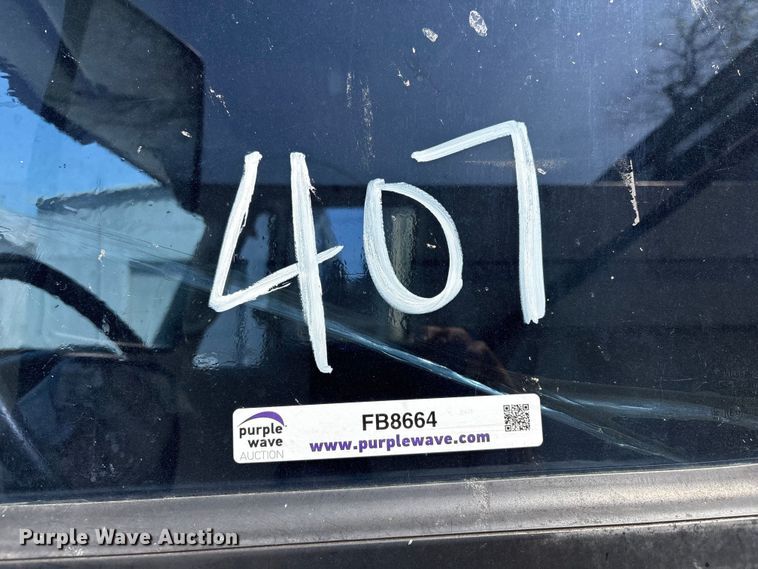 407
purple
wave
AUCTION
FB8664
www.purplewave.com
Purple Wave Auction